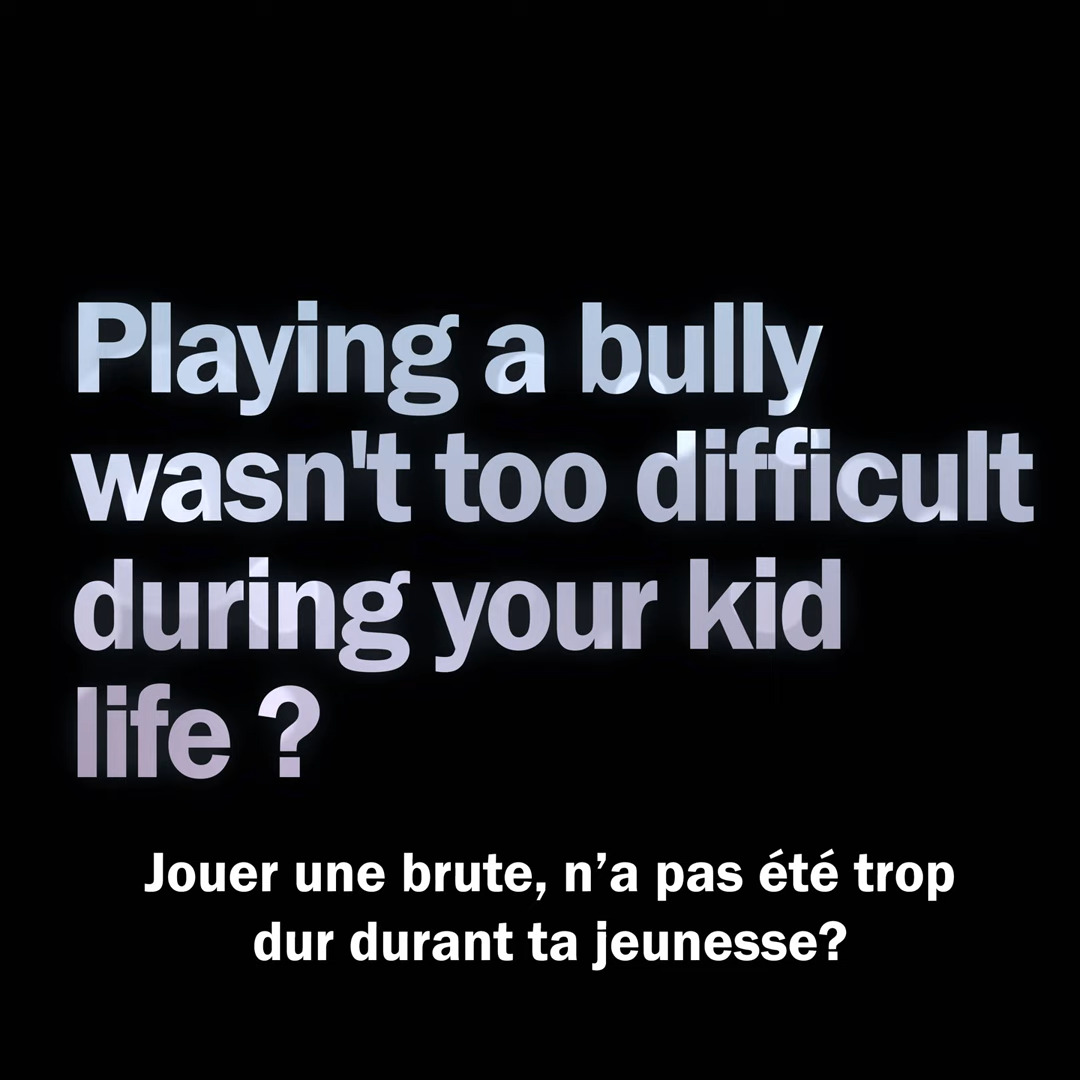 Playing a bully
wasn't too difficult
during your kid
life ?
Jouer une brute, n’a pas été trop
dur durant ta jeunesse?